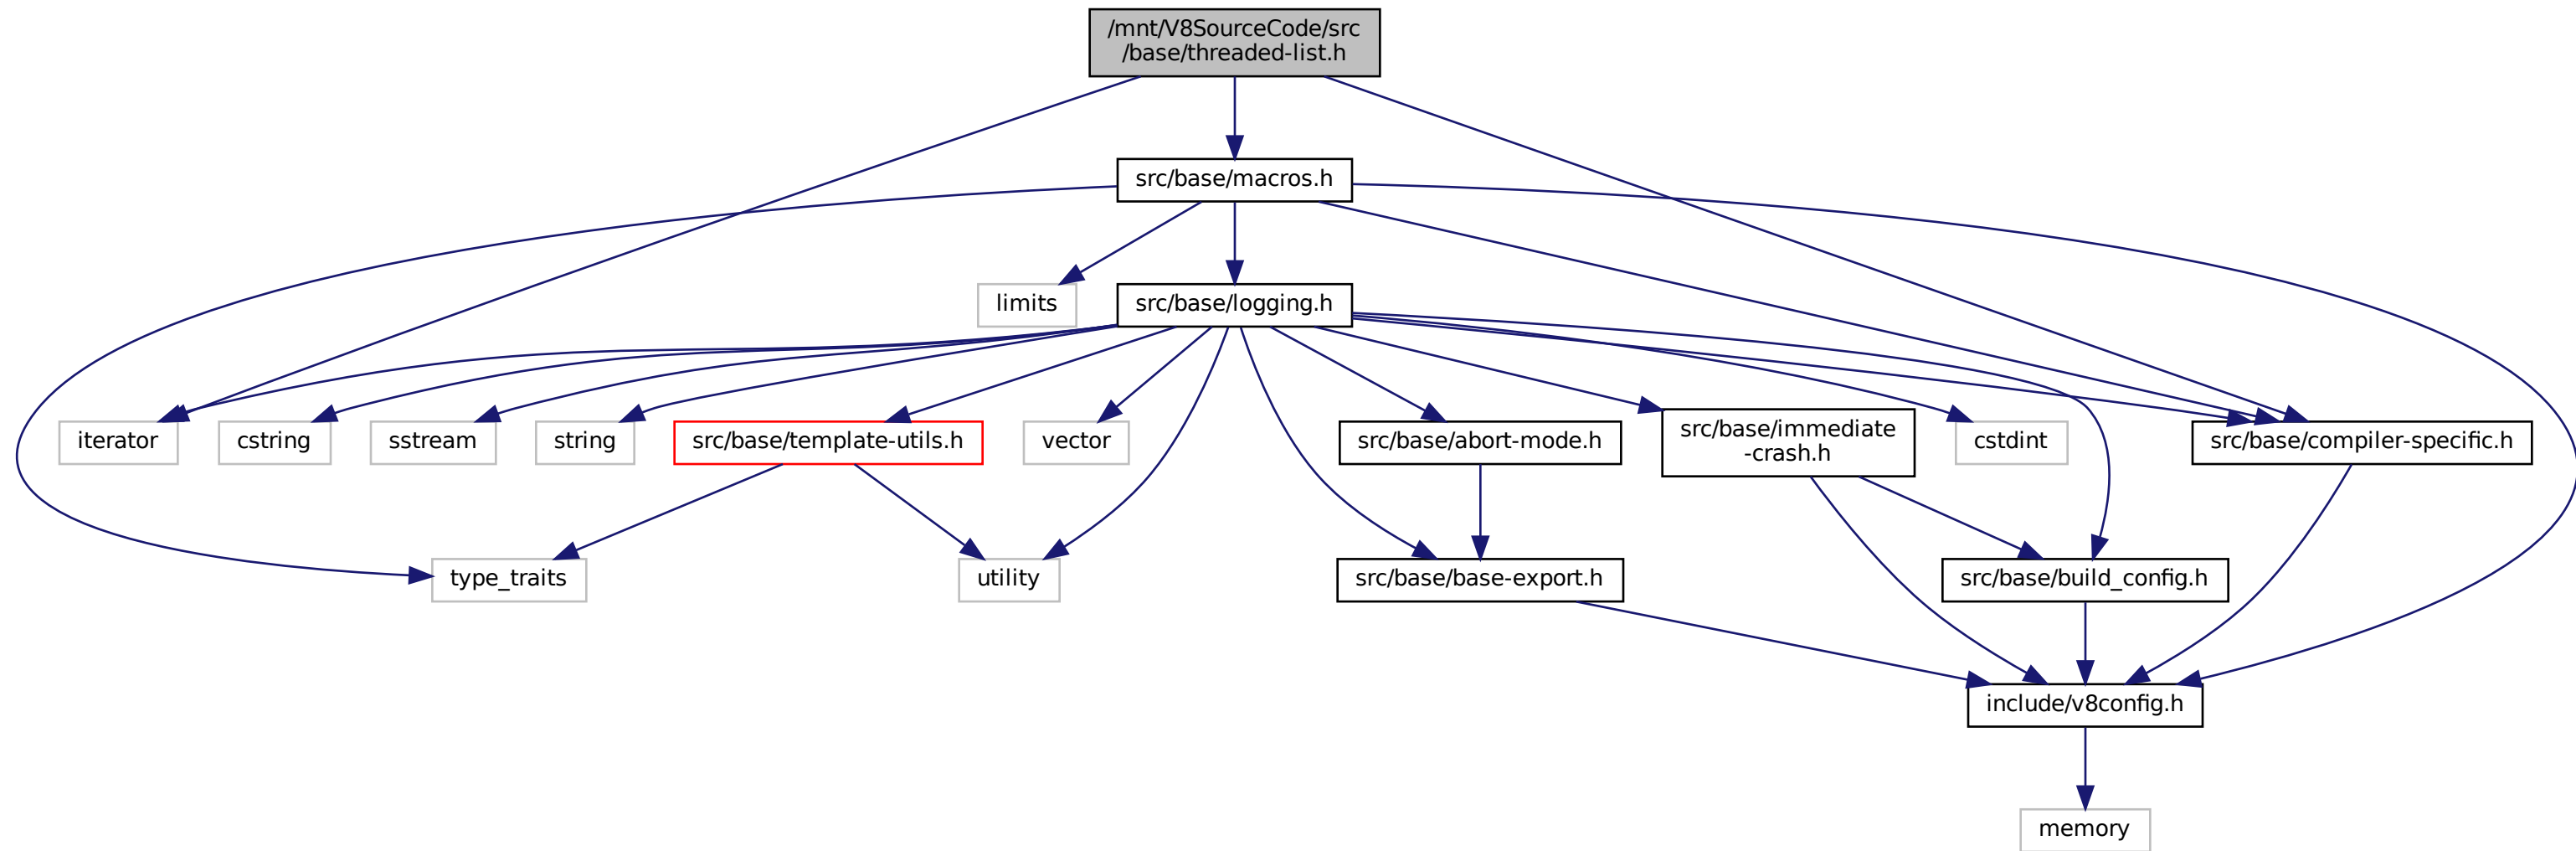 /mnt/V8SourceCode/src
/base/threaded-list.h
src/base/macros.h
limits
src/base/logging.h
iterator
cstring
sstream
string
src/base/template-utils.h
vector
src/base/abort-mode.h
src/base/immediate
-crash.h
cstdint
src/base/compiler-specific.h
type_traits
utility
src/base/base-export.h
src/base/build_config.h
include/v8config.h
memory